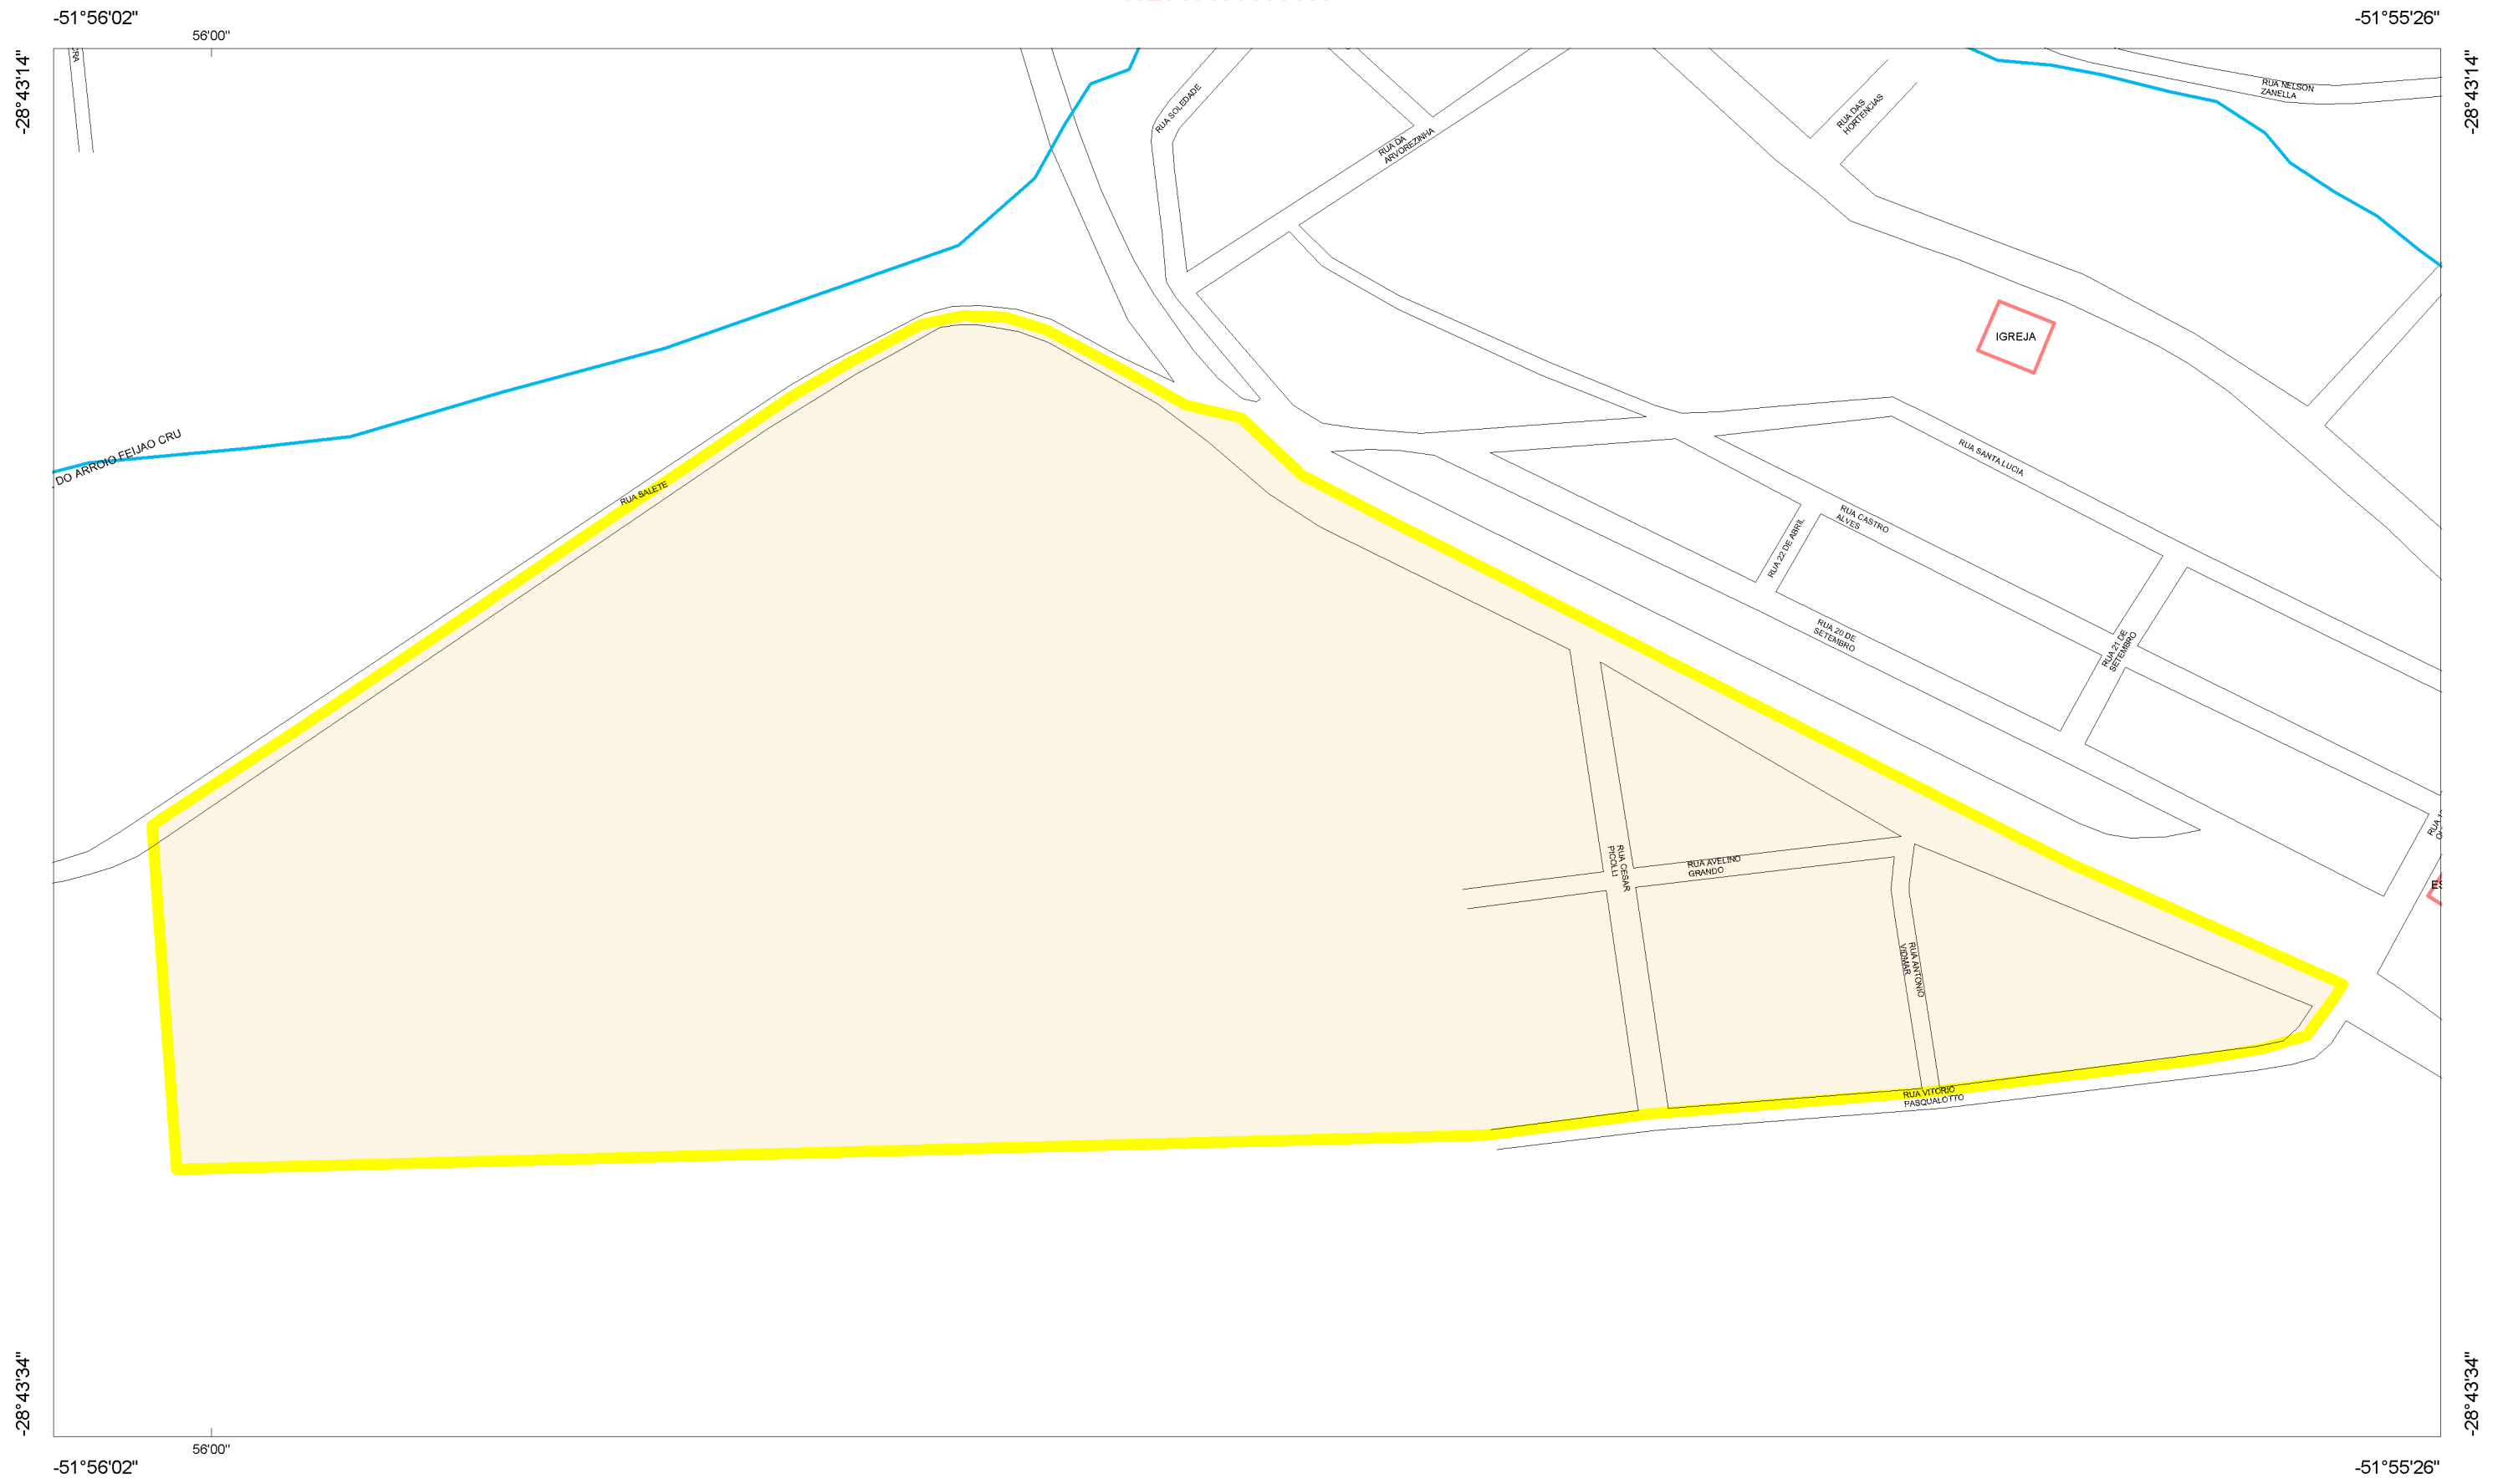 -51°56'02"
-51°55'26"
56'00"
-28°43'14"
-28°43'14"
RUA NELSON
ZANELLA
RUA SOLEDADE
RUA DAS
HORTENCIAS
RUA DA
ARVOREZINHA
IGREJA
DO ARROIO FEIJAO CRU
RUA SALETE
RUA SANTA LUCIA
RUA CASTRO
ALVES
RUA 22 DE ABRIL
RUA 20 DE
SETEMBRO
RUA 21 DE
SETEMBRO
RUA
ES
RUA CESAR
PICOLLI
RUA AVELINO
GRANDO
RUA ANTONIO
VIDMAR
RUA VITORIO
PASQUALOTTO
-28°43'34"
-28°43'34"
56'00"
-51°56'02"
-51°55'26"